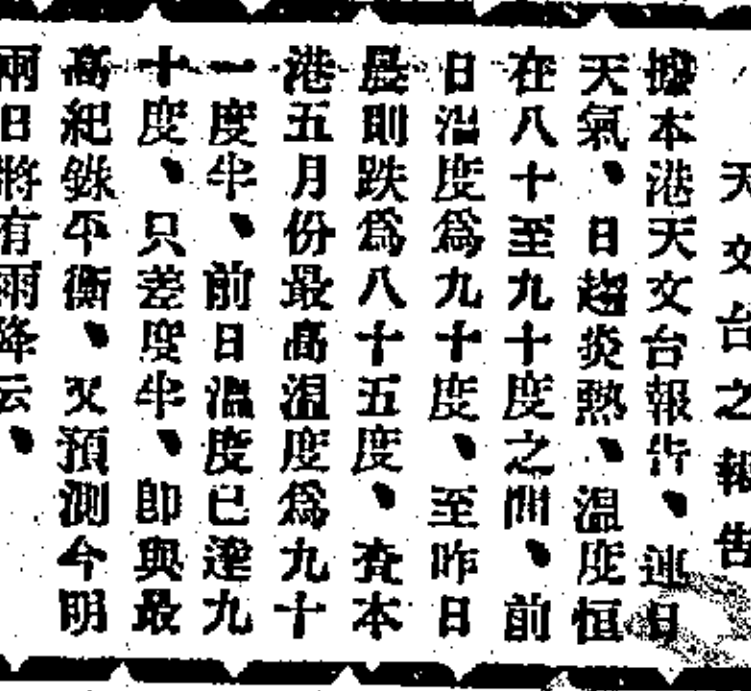 天文台之報告
據本港天文台報告、連日
天氣、日趨炎熱、溫度恒
在八十至九十度之間、前
日溫度為九十度、至昨日
晨則跌為八十五度、查本
港五月份最高溫度為九十
一度半、前日溫度已達九
十度、只差度半、即與最
高紀錄平衡、又預測今明
兩日將有雨降云、